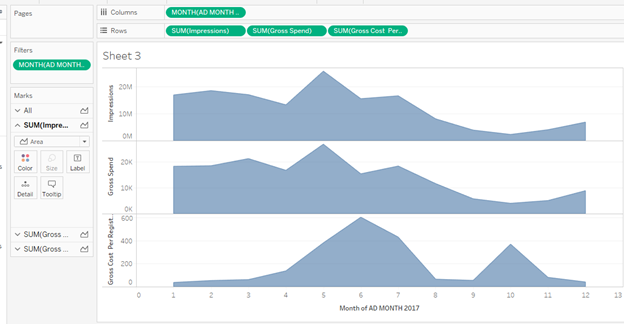 Pages
Columns
MONTH(AD MONTH ..
Rows
SUM(Impressions) SUM(Gross Spend) SUM(Gross Cost Per..
Filters
MONTH(AD MONTH..
Marks
All
SUM(Impre...
Area
Color Size Label
Detail Tooltip
SUM(Gross ...
SUM(Gross ...
Sheet 3
Impressions
20M
10M
0M
Gross Spend
20K
10K
0K
Gross Cost Per Regist..
600
400
200
0
0 1 2 3 4 5 6 7 8 9 10 11 12 13
Month of AD MONTH 2017